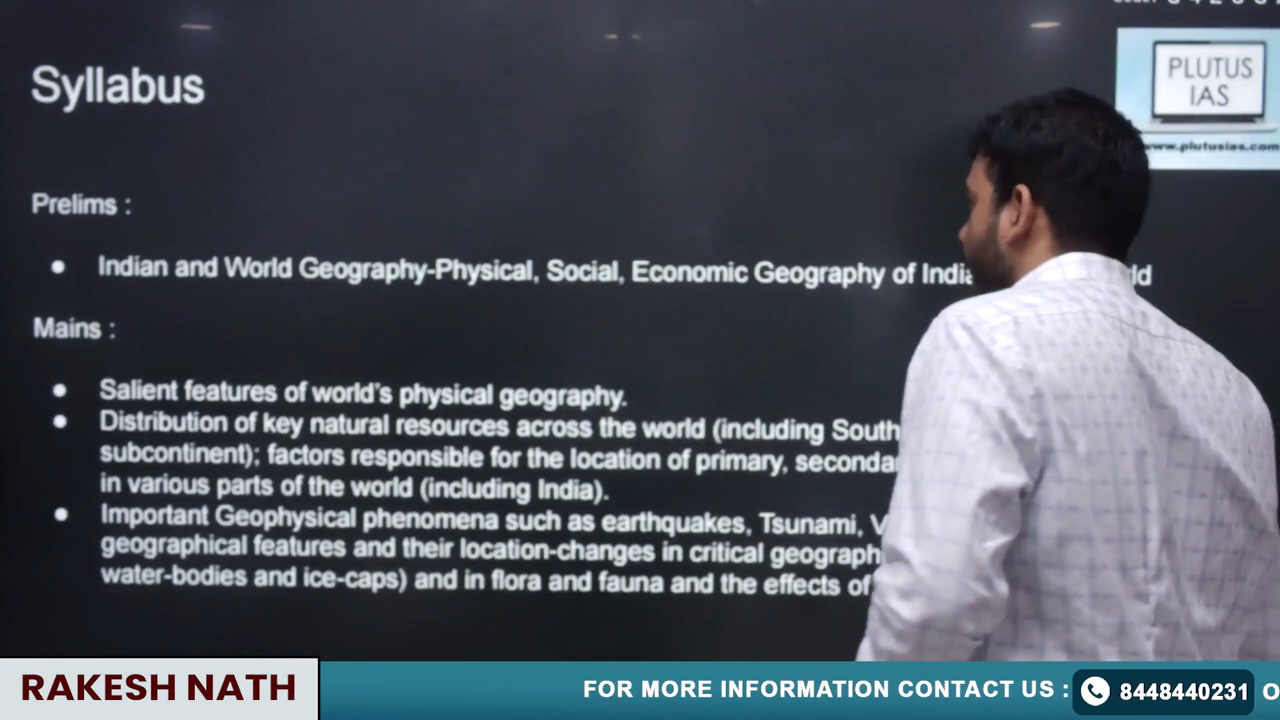 Syllabus
PLUTUS
IAS
www.plutusias.com
Prelims :
Indian and World Geography-Physical, Social, Economic Geography of
Mains :
Salient features of world's physical geography.
Distribution of key natural resources across the world (including South
subcontinent); factors responsible for the location of primary,
in various parts of the world (including India).
Important Geophysical phenomena such as earthquakes, Tsunami,
geographical features and their location-changes in critical
water-bodies and ice-caps) and in flora and fauna and the effects of
RAKESH NATH
FOR MORE INFORMATION CONTACT US : 8448440231